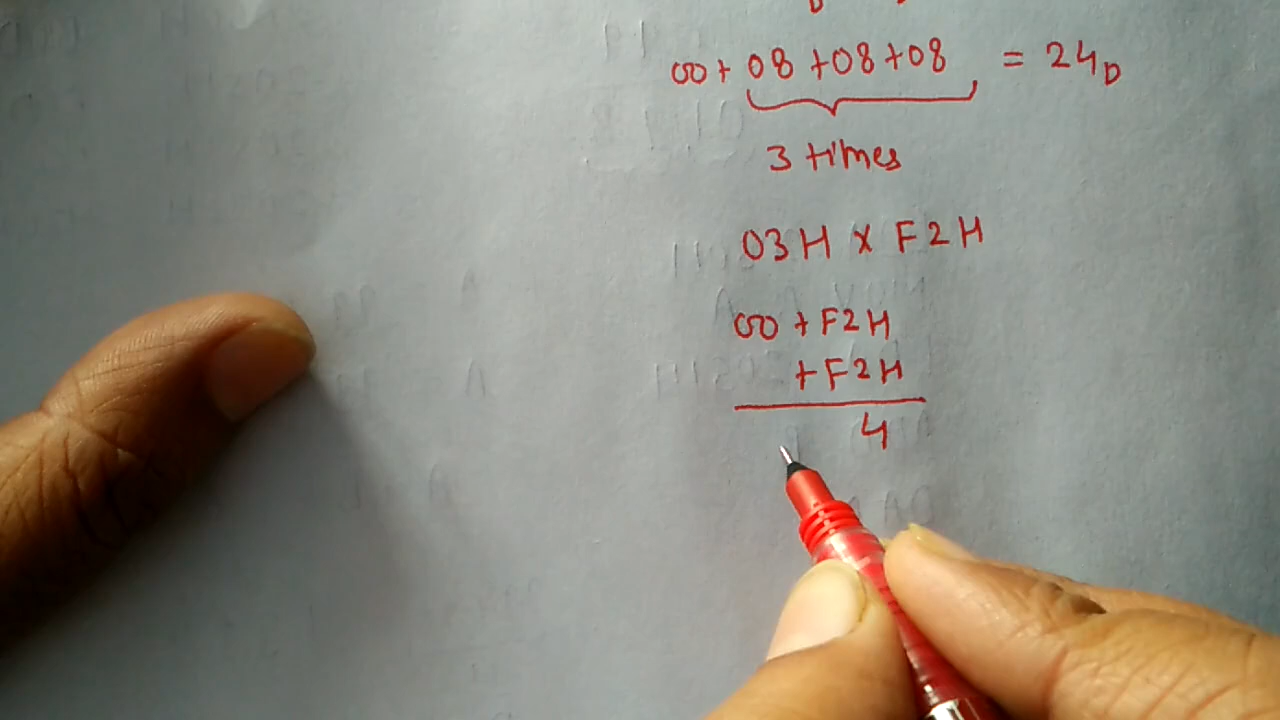 00 + 08 + 08 + 08 = 24D
3 times
03H x F2H
00 + F2H
+ F2H
4